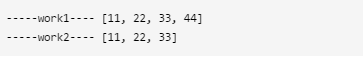 -----work1---- [11, 22, 33, 44]
-----work2---- [11, 22, 33]